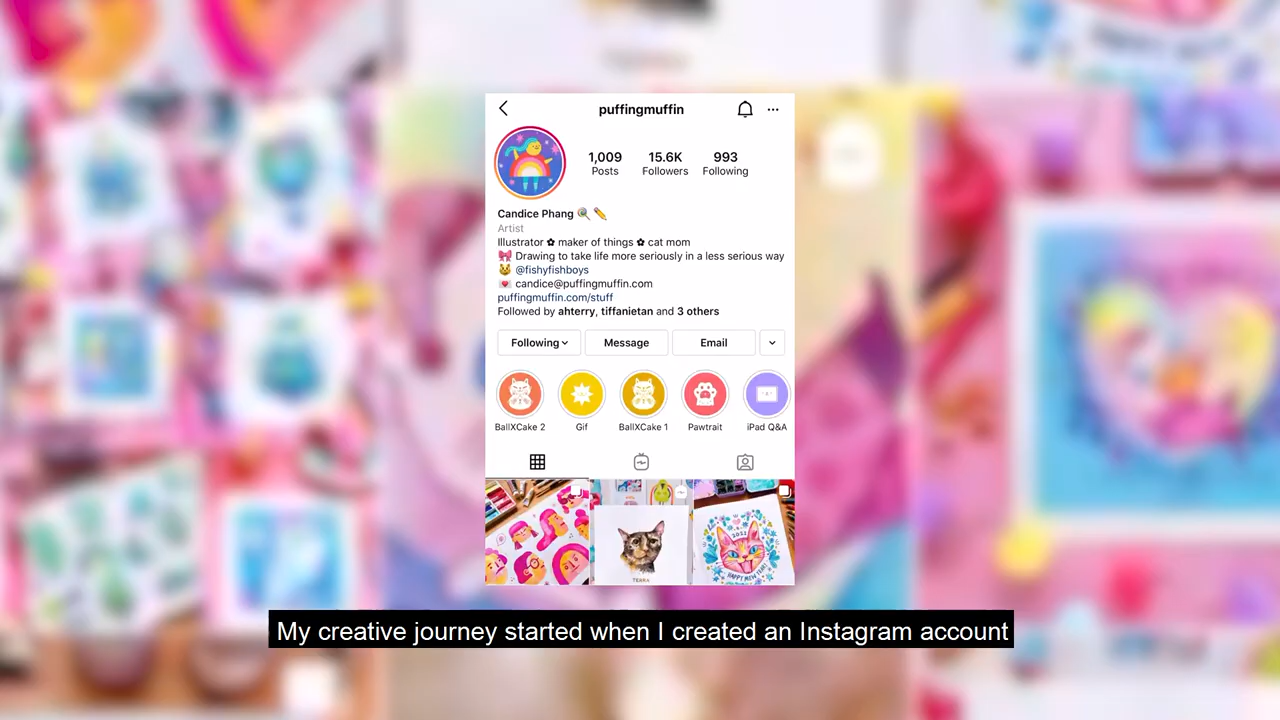 puffingmuffin
1,009 15.6K 993
Posts Followers Following
Candice Phang
Artist
Illustrator ✿ maker of things ✿ cat mom
🎀 Drawing to take life more seriously in a less serious way
😺 @fishyfishboys
💌 candice@puffingmuffin.com
puffingmuffin.com/stuff
Followed by ahterry, tiffanietan and 3 others
Following Message Email
BallXCake 2 Gif BallXCake 1 Pawtrait iPad Q&A
TERRA
HAPPY MEW YEAR!
My creative journey started when I created an Instagram account